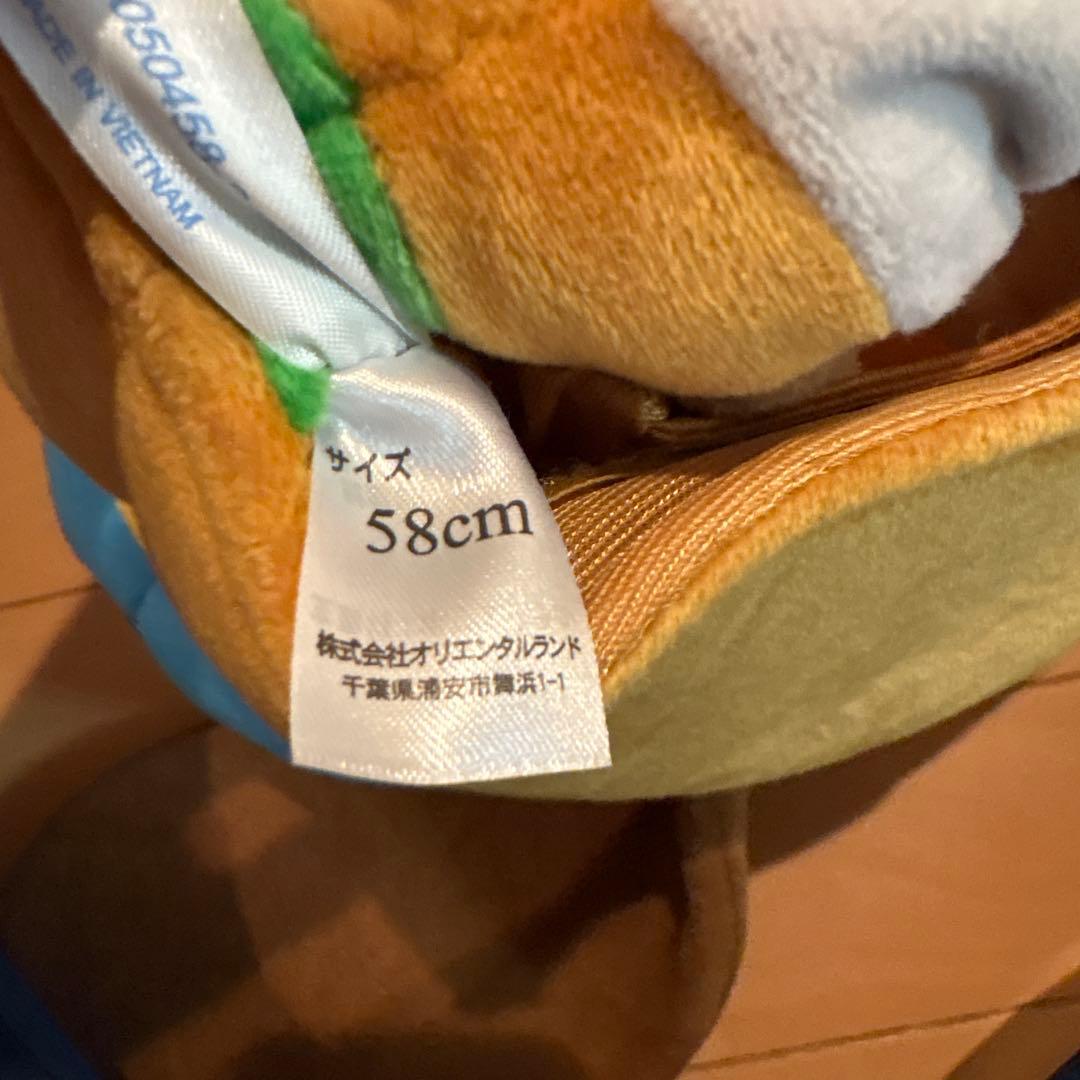 0504458
MADE IN VIETNAM
サイズ
58cm
株式会社オリエンタルランド
千葉県浦安市舞浜1-1